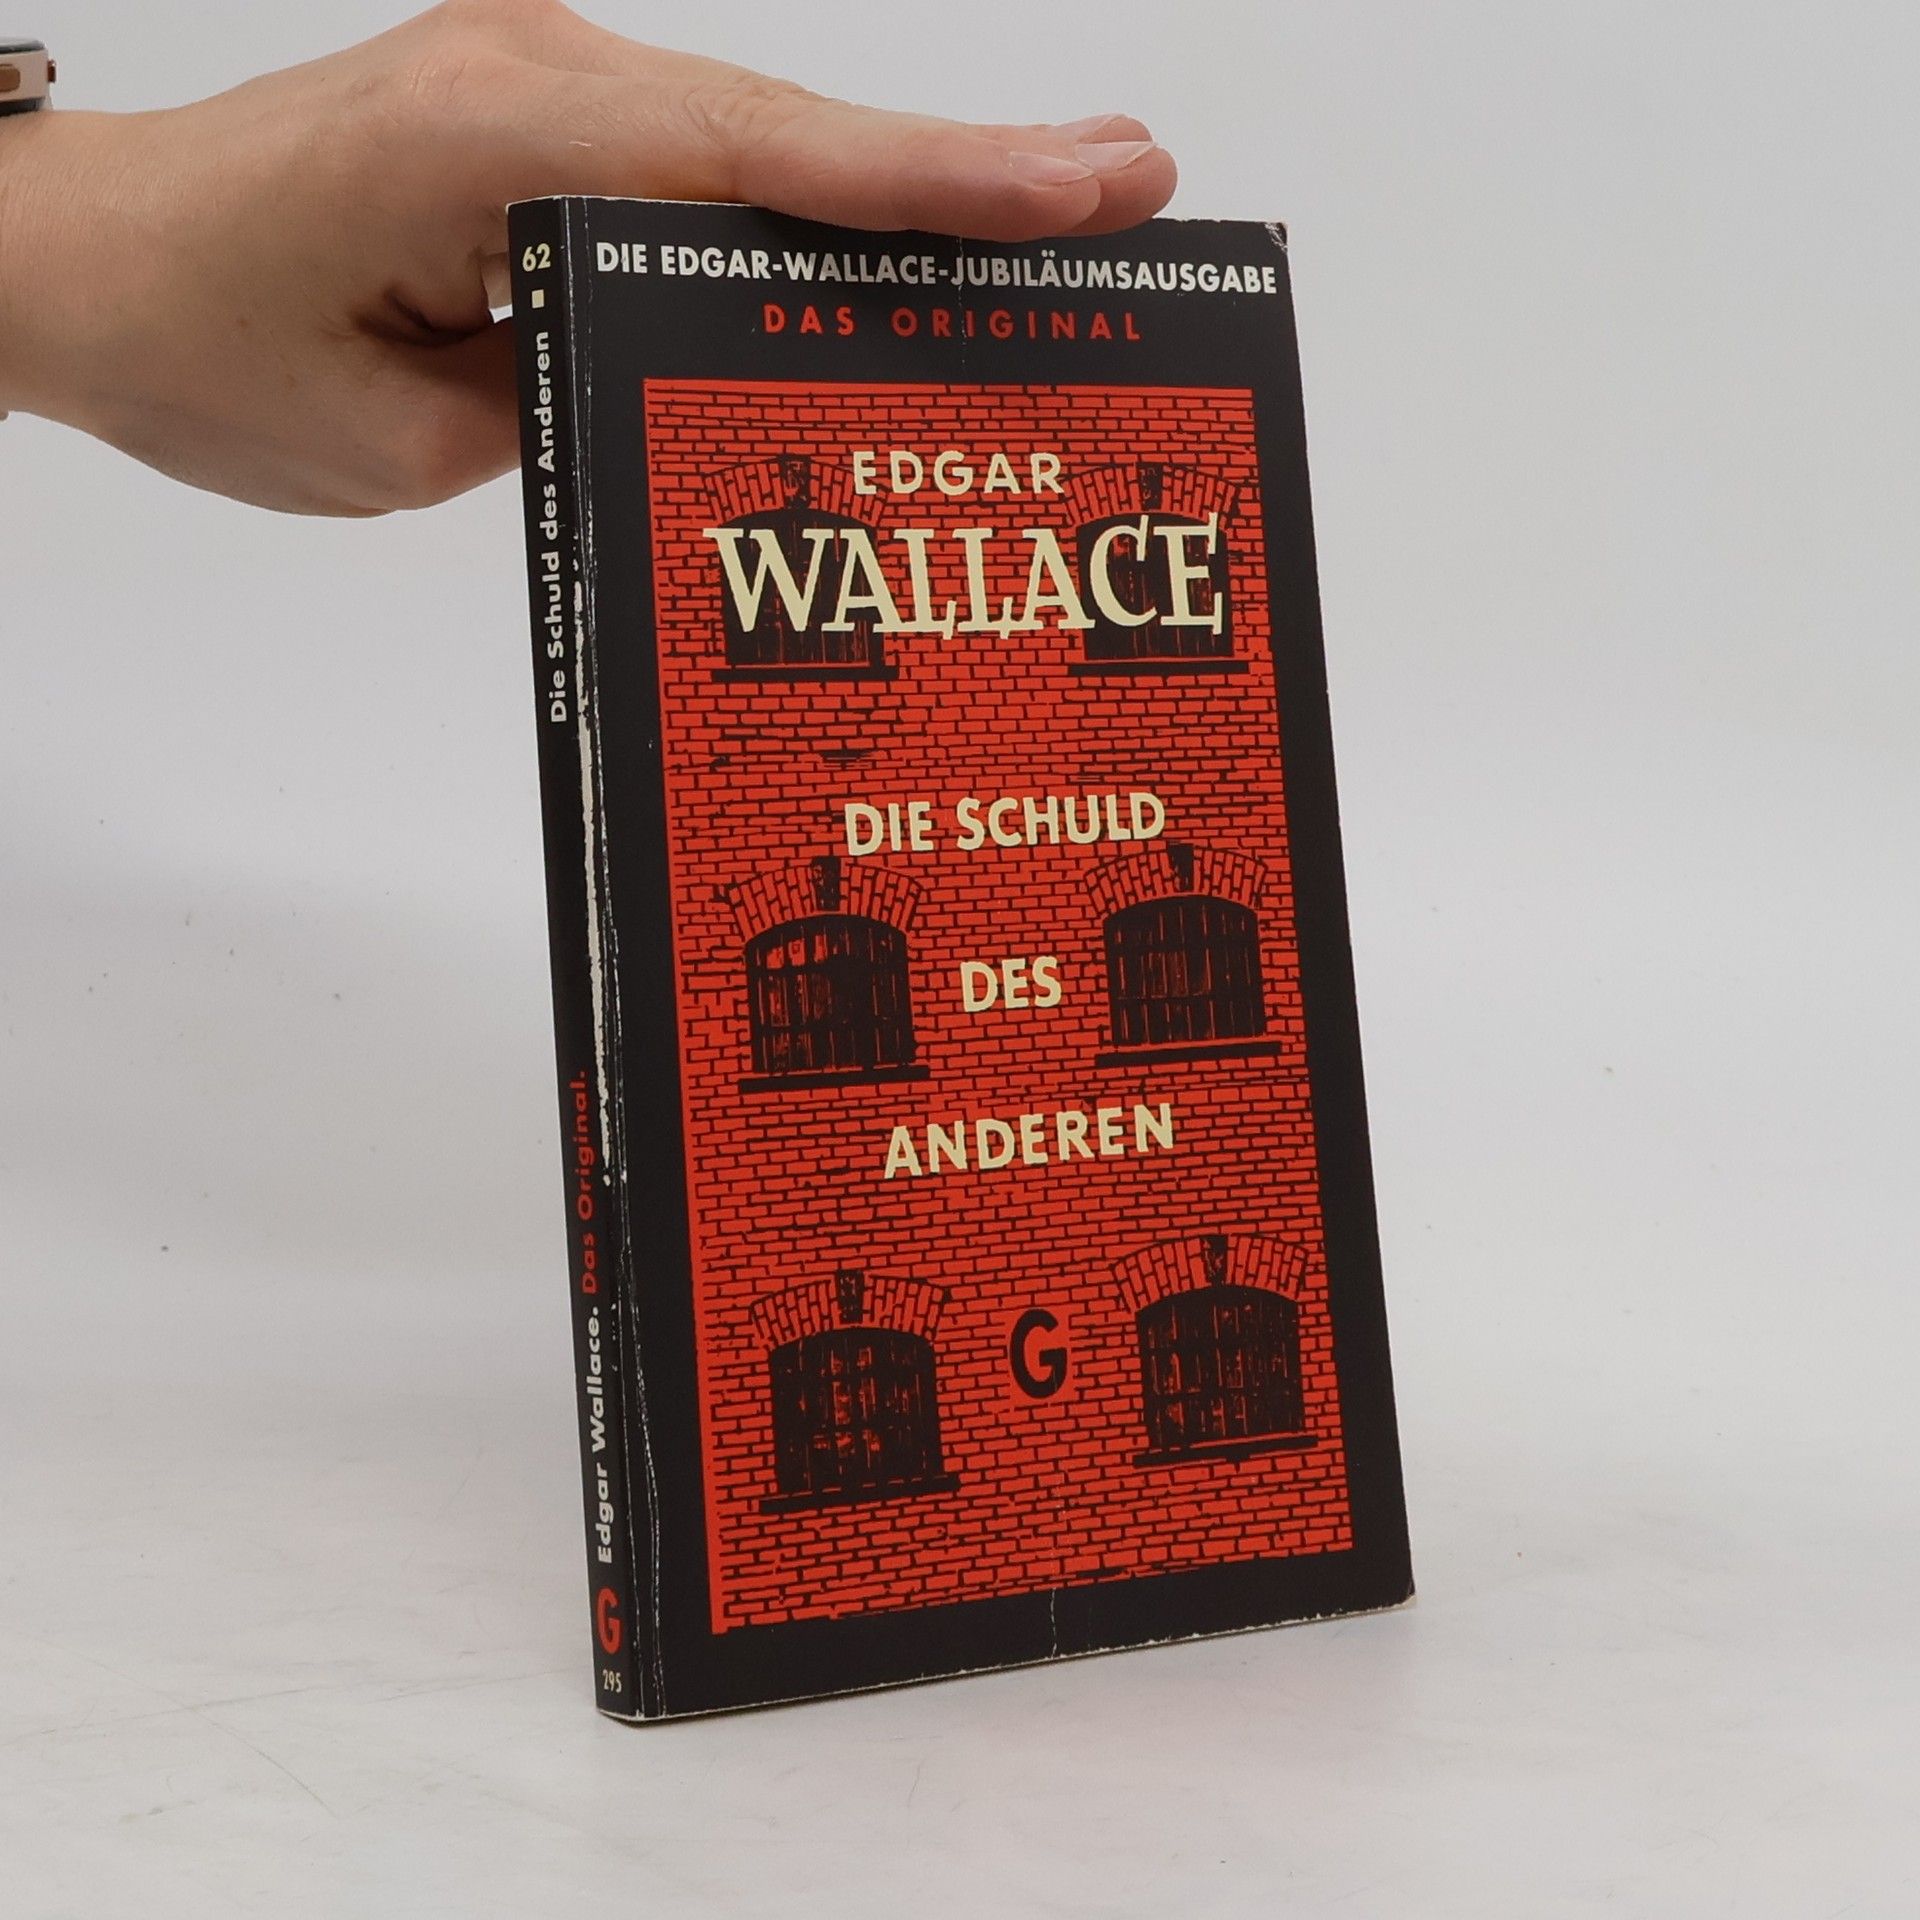 DIE EDGAR-WALLACE-JUBILÄUMSAUSGABE
DAS ORIGINAL
EDGAR
WALLACE
DIE SCHULD
DES
ANDEREN
G
62 ▪ Die Schuld des Anderen
Edgar Wallace. Das Original.
G
295